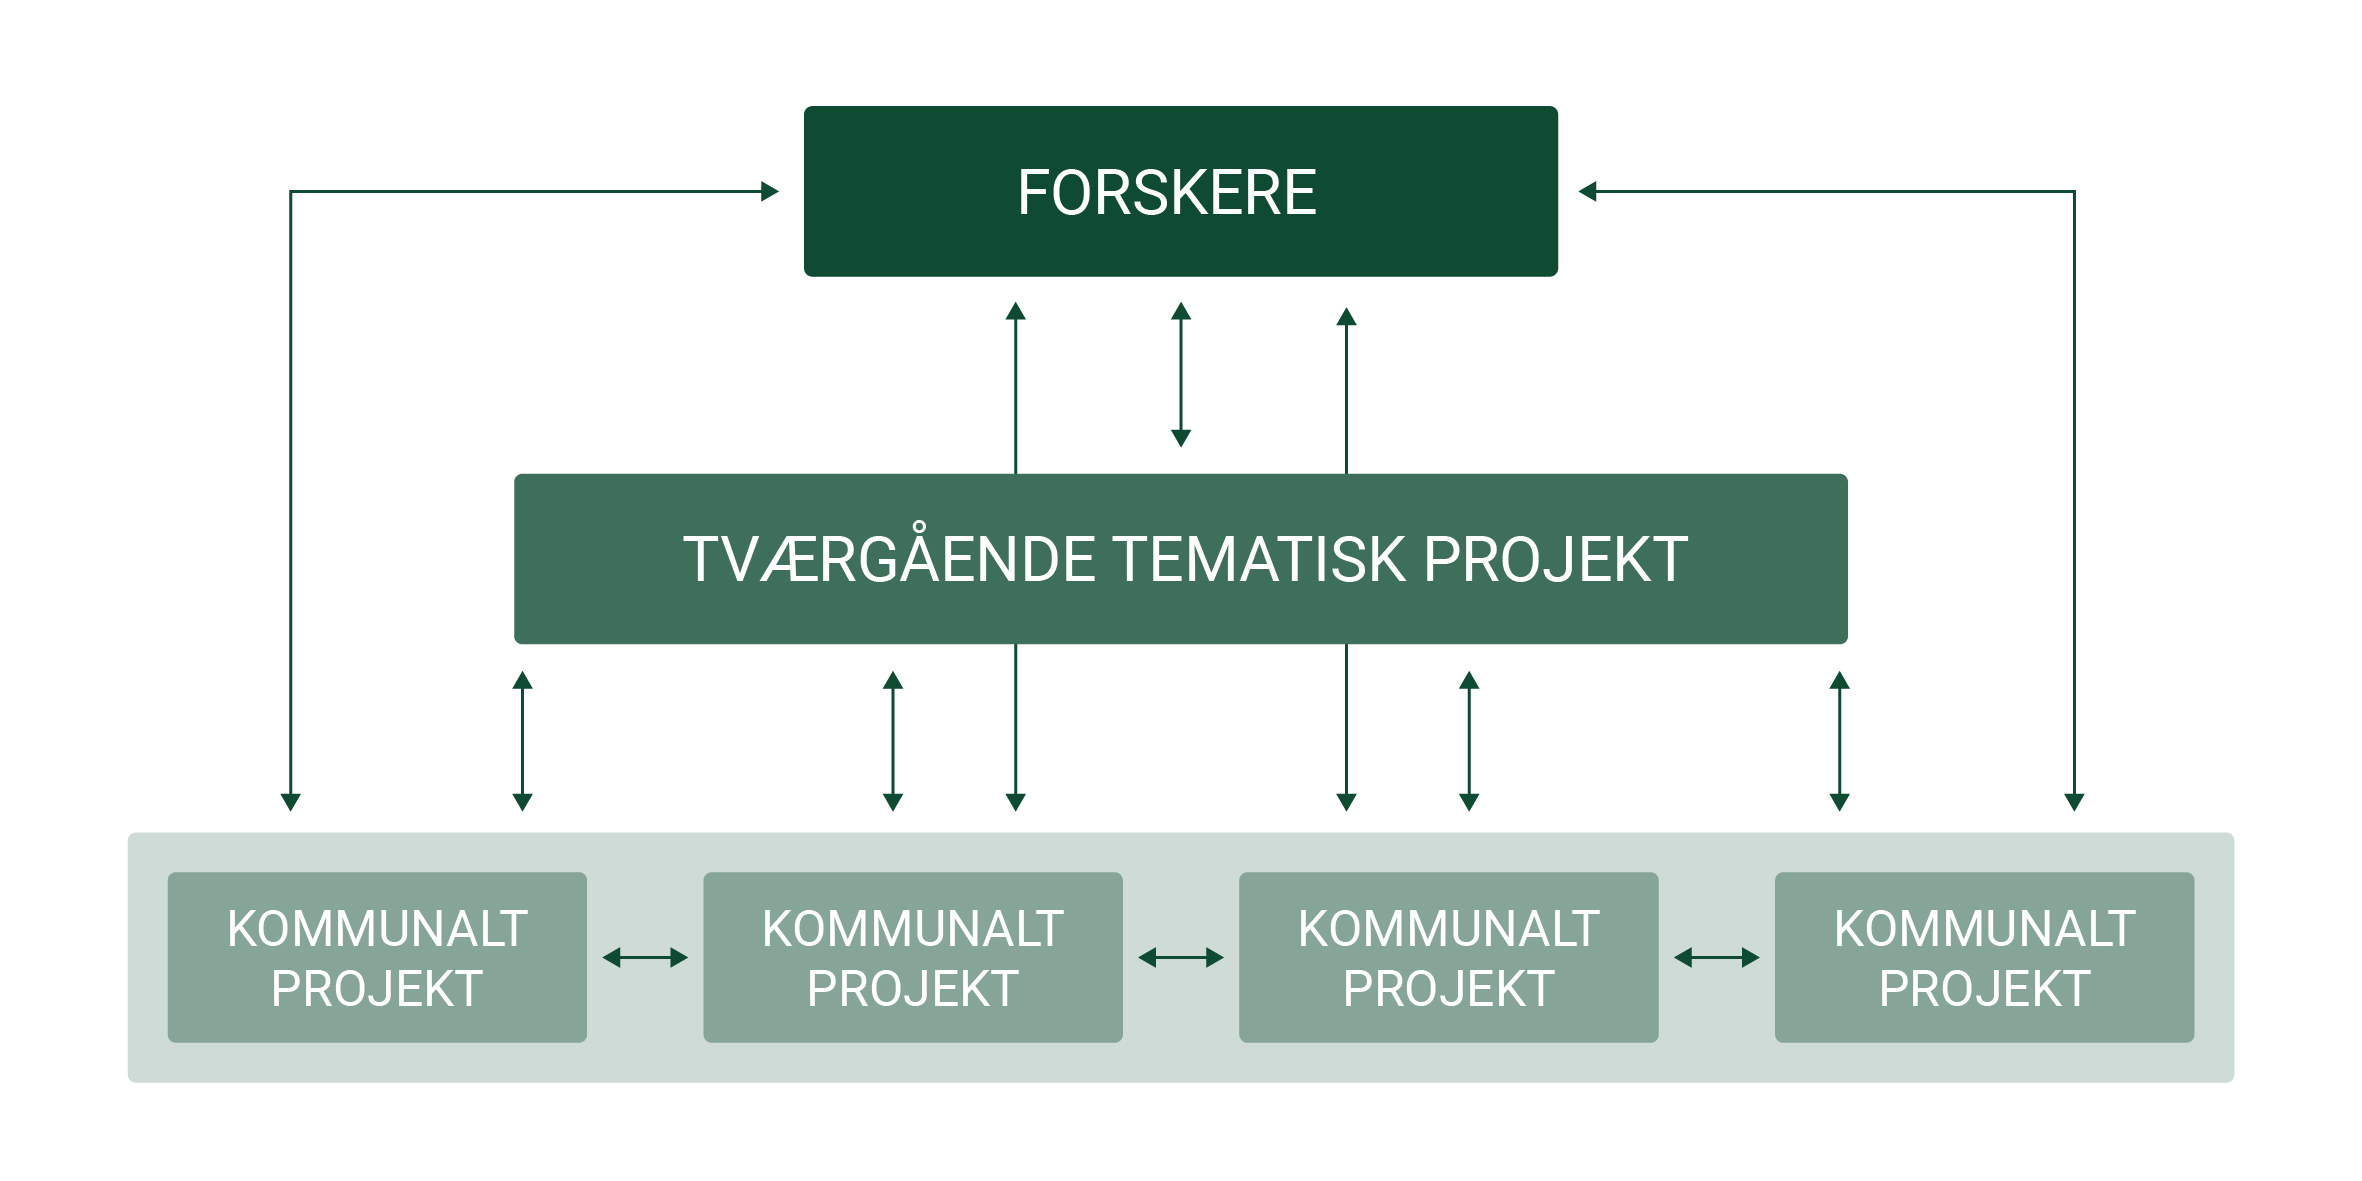 FORSKERE
TVÆRGÅENDE TEMATISK PROJEKT
KOMMUNALT
PROJEKT
KOMMUNALT
PROJEKT
KOMMUNALT
PROJEKT
KOMMUNALT
PROJEKT